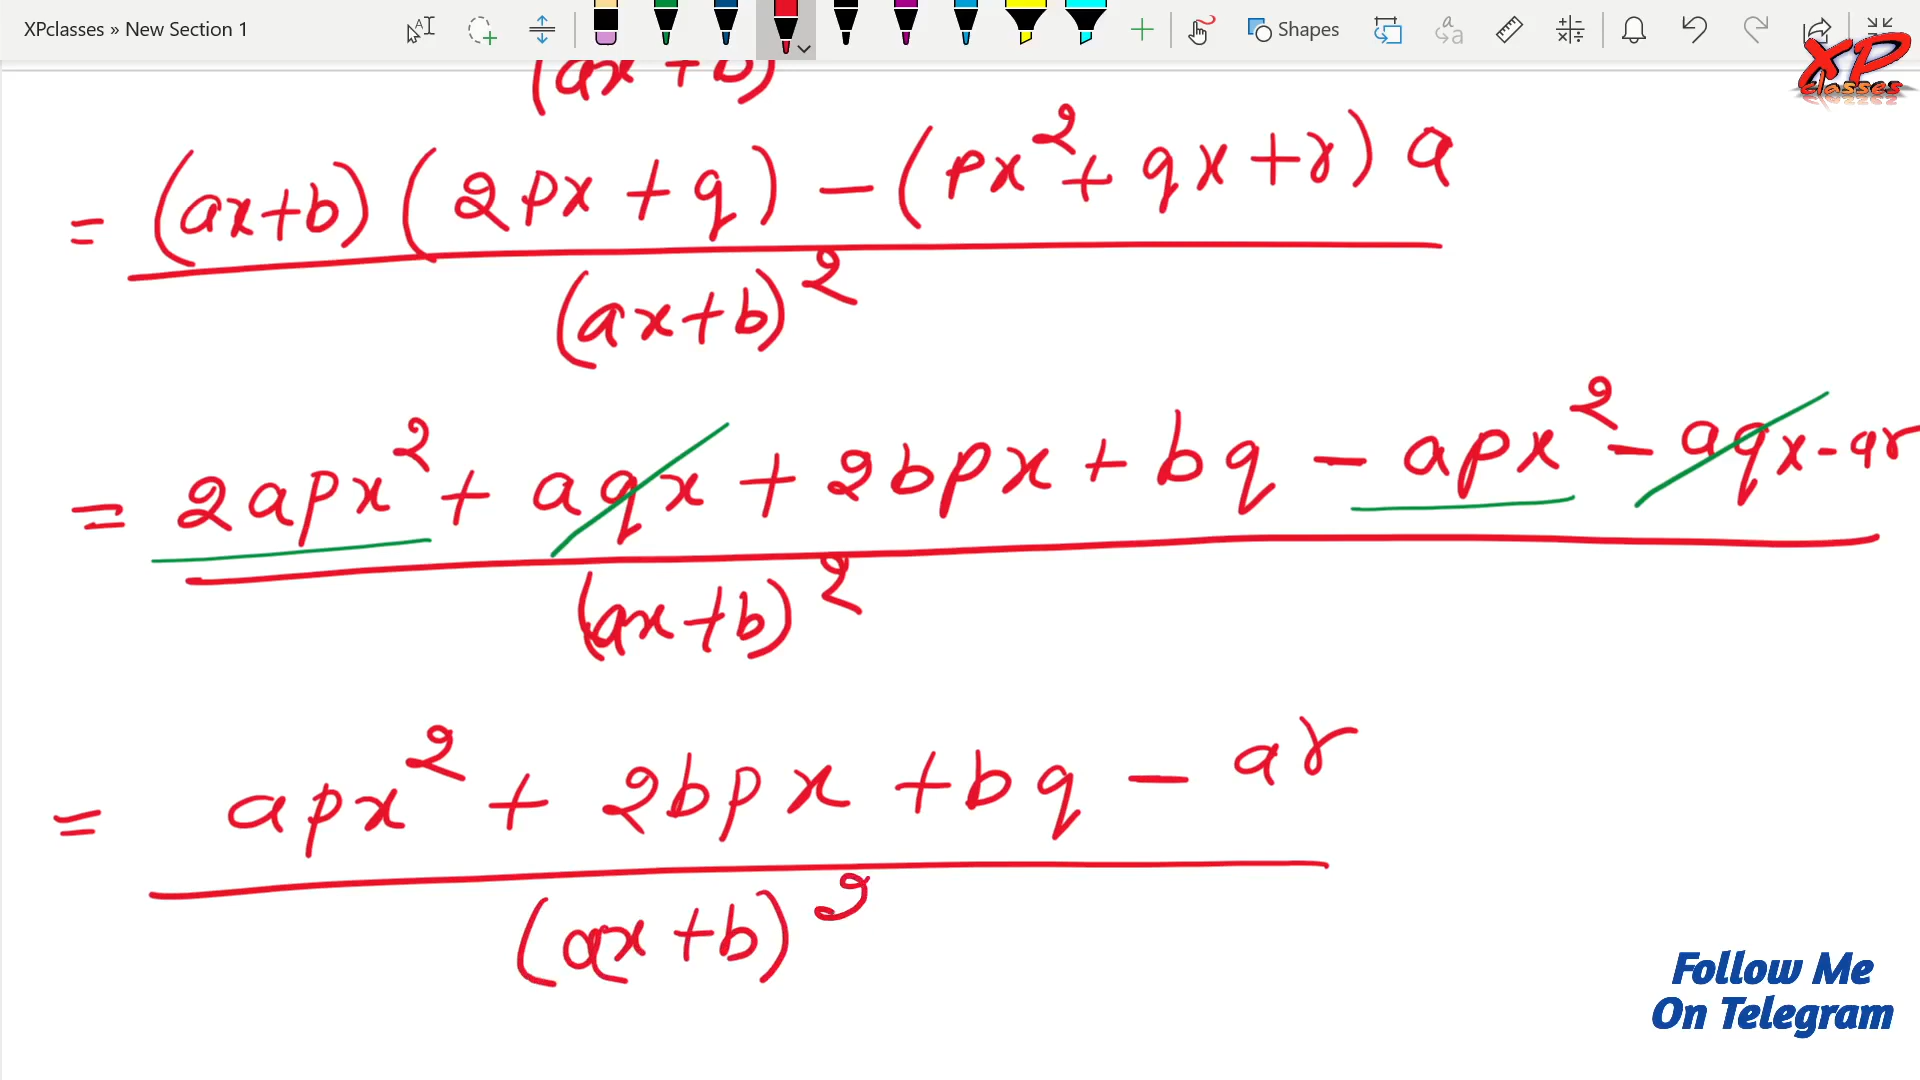 XPclasses » New Section 1
Shapes
XP
classes
(ax+b)
= (ax+b)(2px+q) - (px²+qx+r) a
(ax+b)²
= 2apx² + aqx + 2bpx + bq - apx² - aqx - ar
(ax+b)²
= apx² + 2bpx + bq - ar
(ax+b)
Follow Me
On Telegram